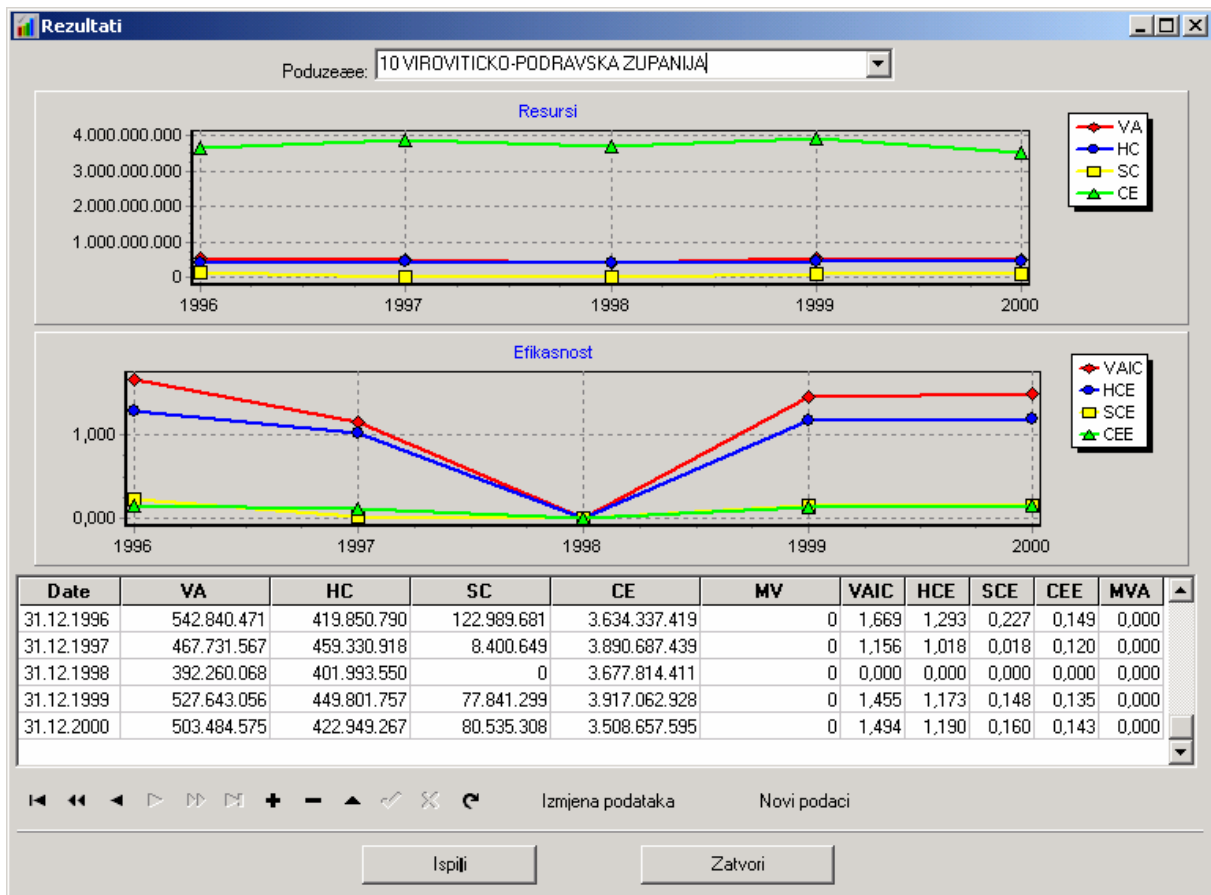 Rezultati
Poduzeæe: 10 VIROVITICKO-PODRAVSKA ZUPANIJA
Resursi
4.000.000.000
3.000.000.000
2.000.000.000
1.000.000.000
0
1996 1997 1998 1999 2000
VA
HC
SC
CE
Efikasnost
1,000
0,000
1996 1997 1998 1999 2000
VAIC
HCE
SCE
CEE
Date VA HC SC CE MV VAIC HCE SCE CEE MVA
31.12.1996 542.840.471 419.850.790 122.989.681 3.634.337.419 0 1,669 1,293 0,227 0,149 0,000
31.12.1997 467.731.567 459.330.918 8.400.649 3.890.687.439 0 1,156 1,018 0,018 0,120 0,000
31.12.1998 392.260.068 401.993.550 0 3.677.814.411 0 0,000 0,000 0,000 0,000 0,000
31.12.1999 527.643.056 449.801.757 77.841.299 3.917.062.928 0 1,455 1,173 0,148 0,135 0,000
31.12.2000 503.484.575 422.949.267 80.535.308 3.508.657.595 0 1,494 1,190 0,160 0,143 0,000
Izmjena podataka Novi podaci
Ispiši Zatvori